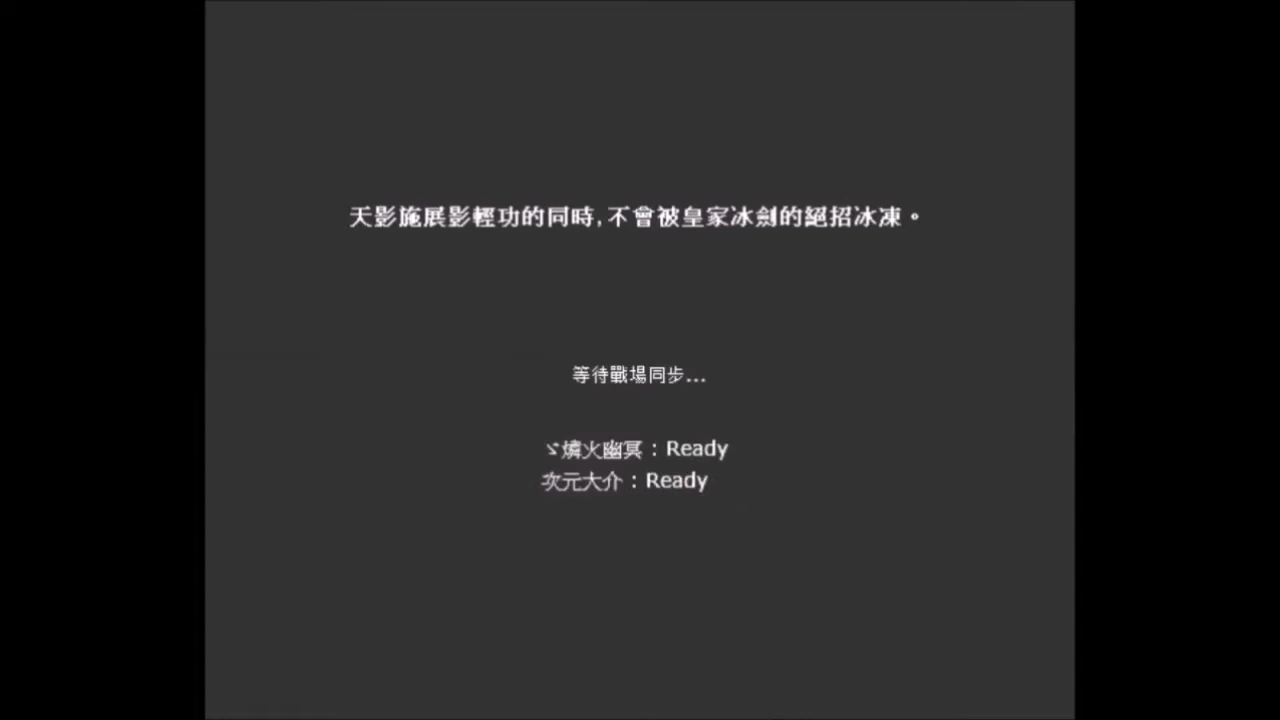 天影施展影輕功的同時,不會被皇家冰劍的絕招冰凍。
等待戰場同步...
ゞ燒火幽冥：Ready
次元大介：Ready